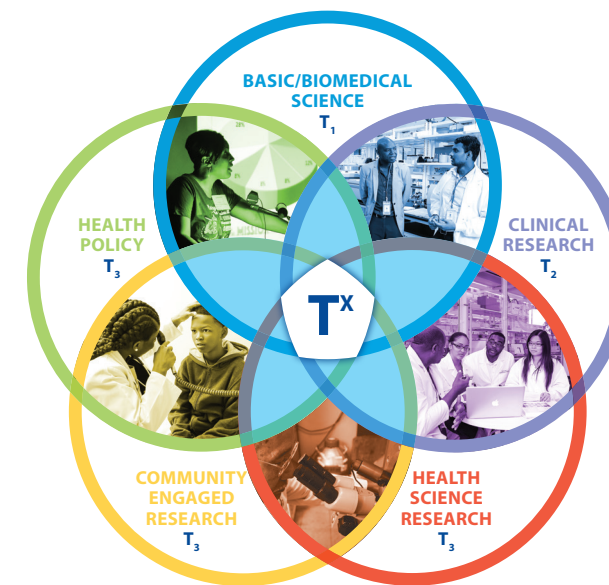 BASIC/BIOMEDICAL
SCIENCE
T1
HEALTH
POLICY
T3
CLINICAL
RESEARCH
T2
TX
COMMUNITY
ENGAGED
RESEARCH
T3
HEALTH
SCIENCE
RESEARCH
T3